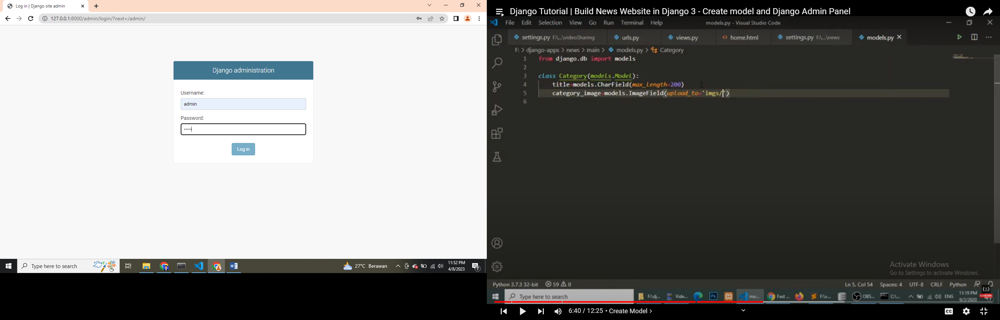 Log in | Django site admin
127.0.0.1:8000/admin/login/?next=/admin/
Django administration
Username:
admin
Password:
•••••
Log in
Type here to search
27°C Berawan
11:52 PM
4/8/2023
7
Django Tutorial | Build News Website in Django 3 - Create model and Django Admin Panel
File Edit Selection View Go Run Terminal Help
models.py - Visual Studio Code
settings.py F:\...\videoSharing
urls.py
views.py
home.html
settings.py F:\...\news
models.py
F: > django-apps > news > main > models.py > Category
1 from django.db import models
2
3 class Category(models.Model):
4 title=models.CharField(max_length=200)
5 category_image=models.ImageField(upload_to='imgs/')
6
Activate Windows
Go to Settings to activate Windows.
Python 3.7.3 32-bit 59 0
Ln 5, Col 54 Spaces: 4 UTF-8 CRLF Python
Type here to search
F:\dj...
Vide...
Ps
mo...
Fast ...
F:\x...
OBS...
C:\...
ENG
11:19 PM
9/2/2020
SUBSCRIBE
6:40 / 12:25 • Create Model >
CC